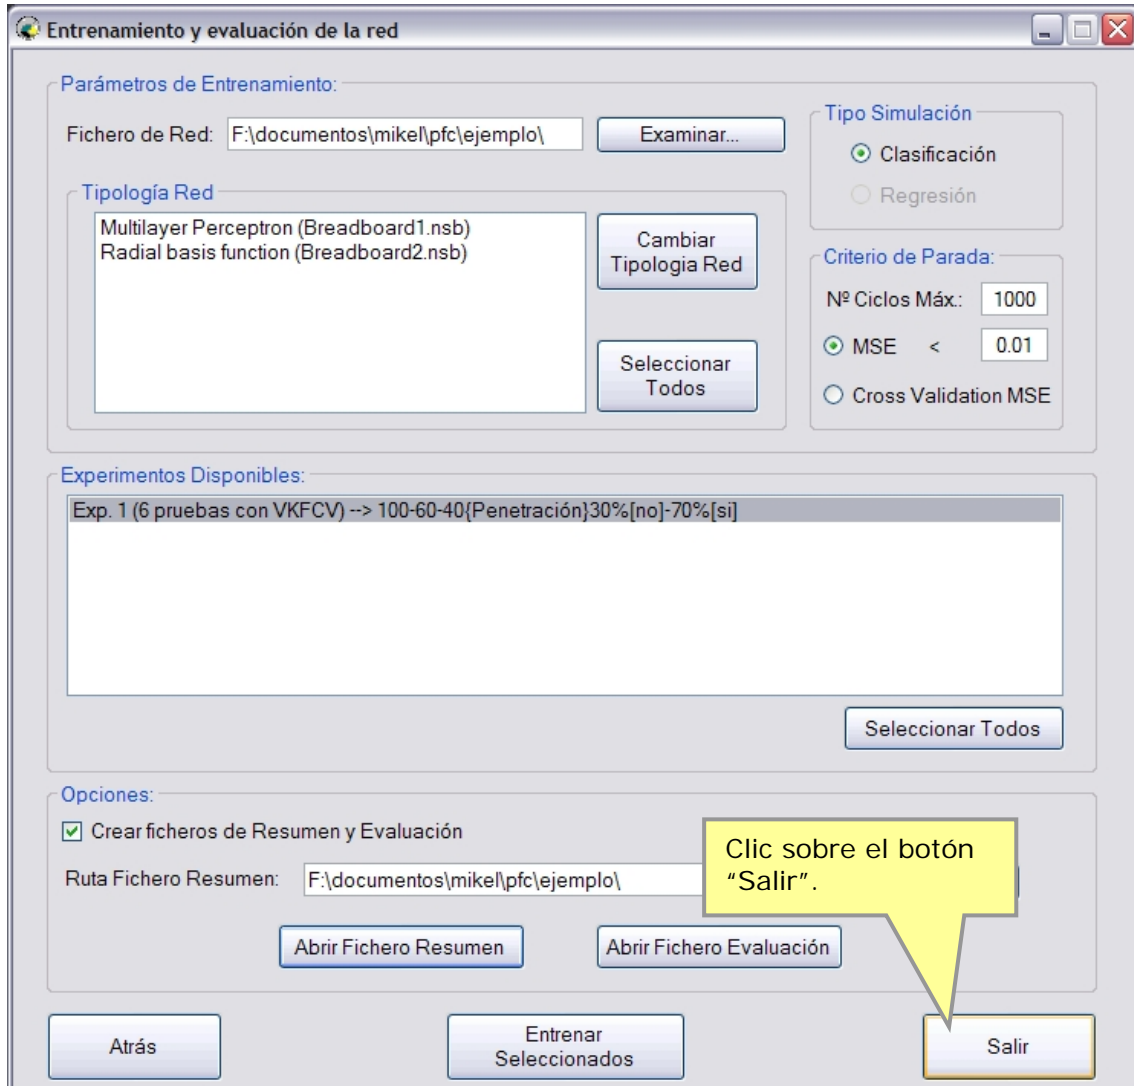 Entrenamiento y evaluación de la red
Parámetros de Entrenamiento:
Fichero de Red: F:\documentos\mikel\pfc\ejemplo\ Examinar...
Tipología Red
Multilayer Perceptron (Breadboard1.nsb)
Radial basis function (Breadboard2.nsb)
Cambiar
Tipologia Red
Seleccionar
Todos
Tipo Simulación
Clasificación
Regresión
Criterio de Parada:
Nº Ciclos Máx.: 1000
MSE < 0.01
Cross Validation MSE
Experimentos Disponibles:
Exp. 1 (6 pruebas con VKFCV) --> 100-60-40{Penetración}30%[no]-70%[si]
Seleccionar Todos
Opciones:
Crear ficheros de Resumen y Evaluación
Ruta Fichero Resumen: F:\documentos\mikel\pfc\ejemplo\
Clic sobre el botón
“Salir”.
Abrir Fichero Resumen Abrir Fichero Evaluación
Atrás
Entrenar
Seleccionados
Salir